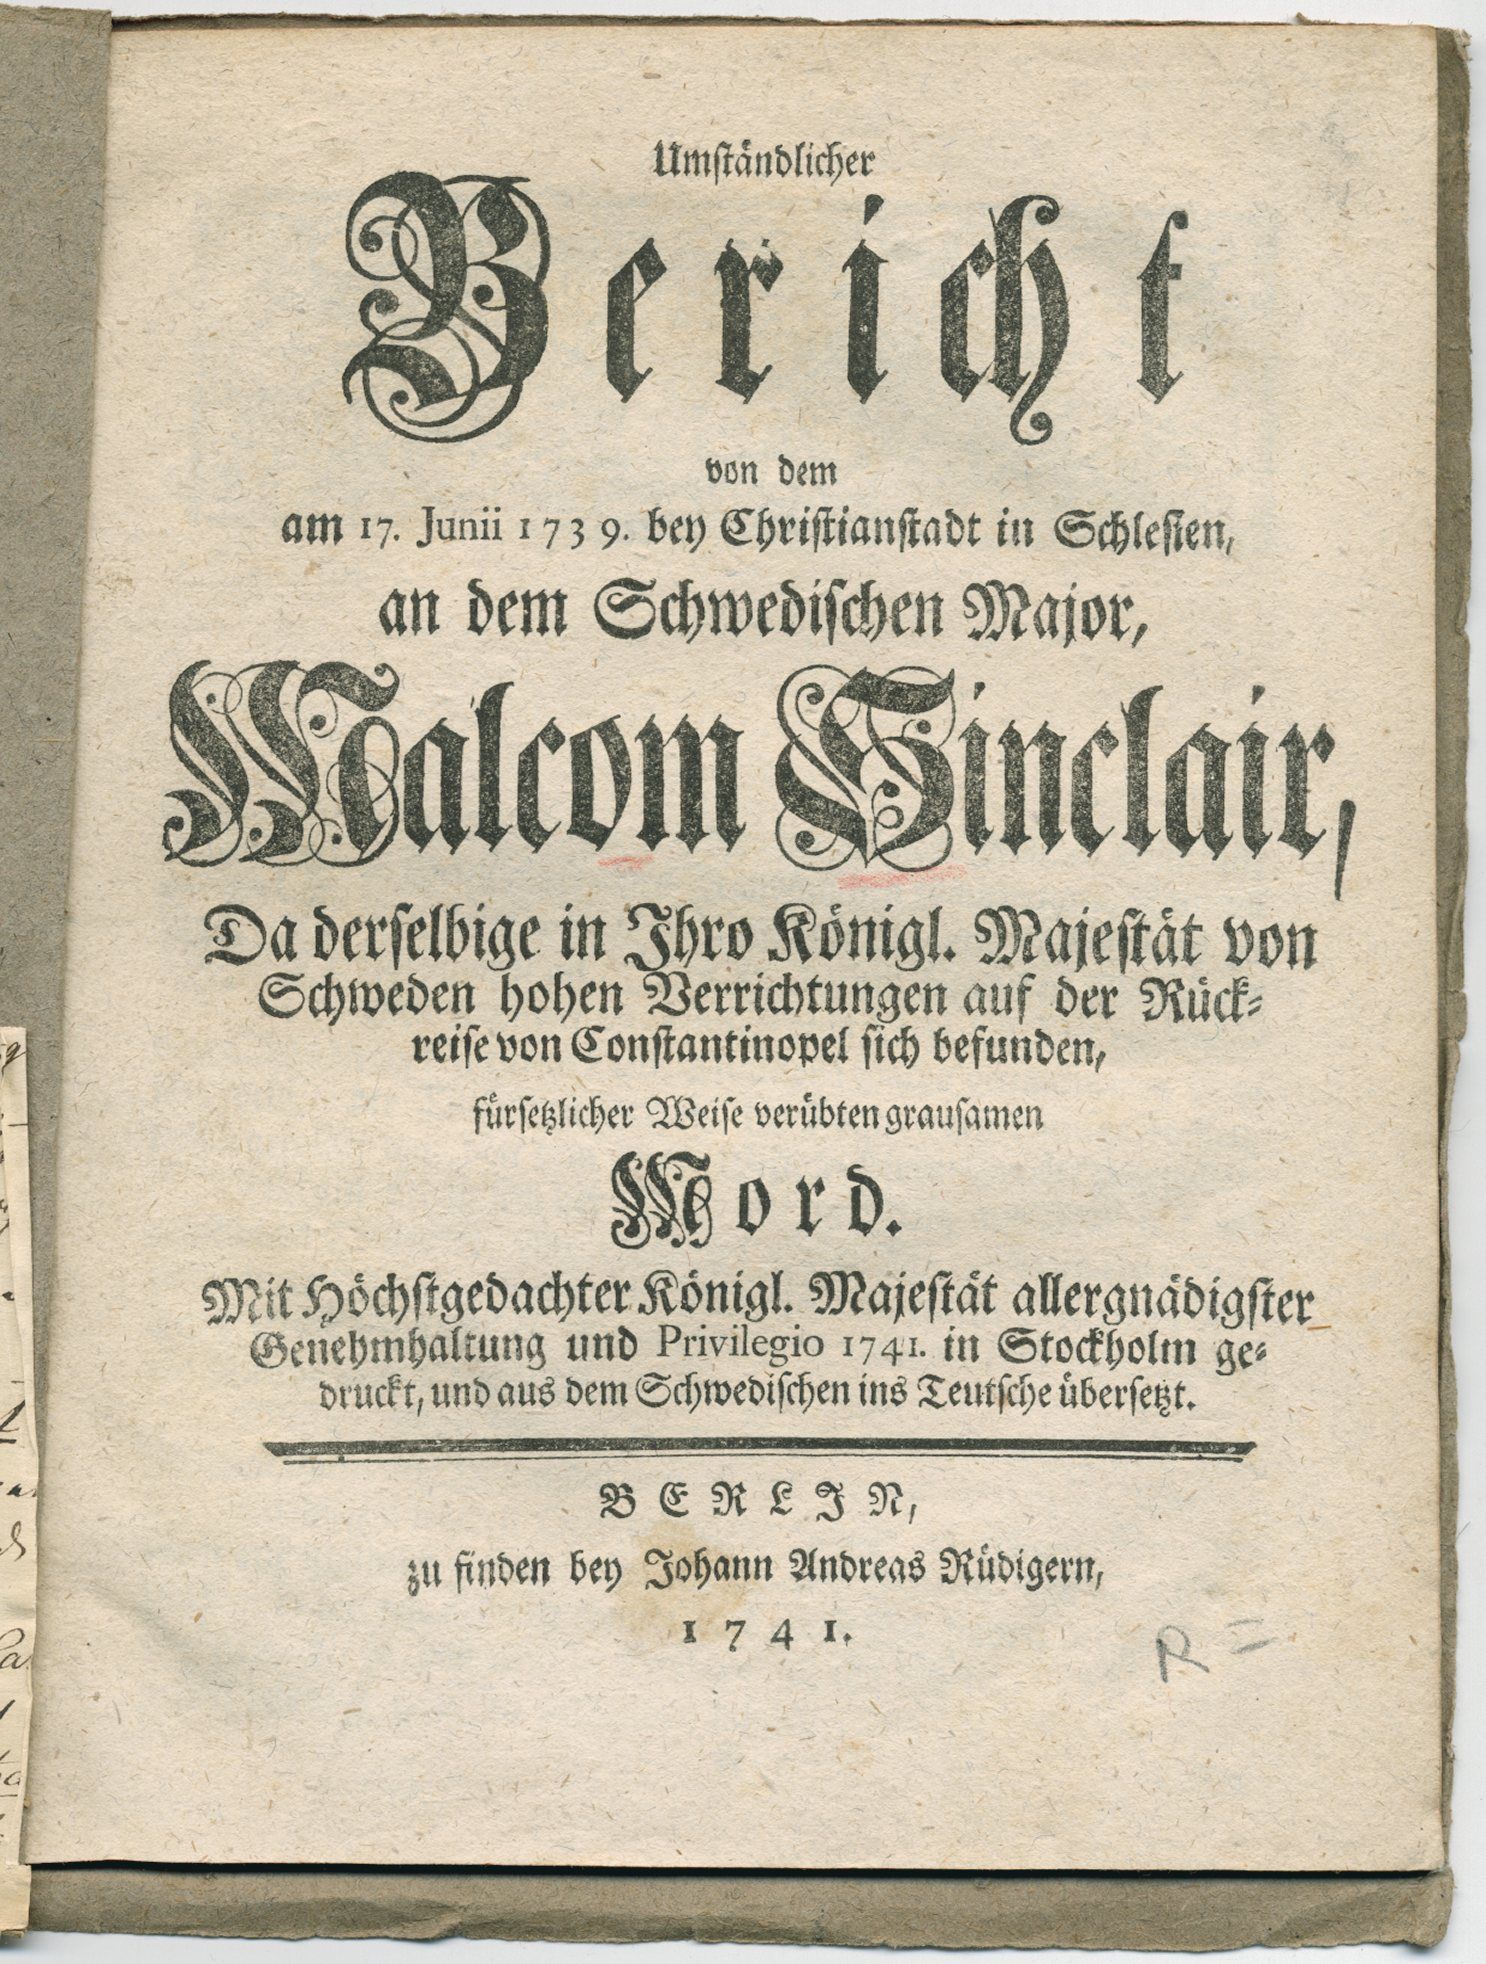 Umständlicher
Bericht
von dem
am 17. Junii 1739. bey Christianstadt in Schlesien,
an dem Schwedischen Major,
Malcom Sinclair,
Da derselbige in Ihro Königl. Majestät von
Schweden hohen Verrichtungen auf der Rück-
reise von Constantinopel sich befunden,
fürsetzlicher Weise verübten grausamen
Mord.
Mit Höchstgedachter Königl. Majestät allergnädigster
Genehmhaltung und Privilegio 1741. in Stockholm ge-
druckt, und aus dem Schwedischen ins Teutsche übersetzt.
BERLIN,
zu finden bey Johann Andreas Rüdigern,
1741.
R =